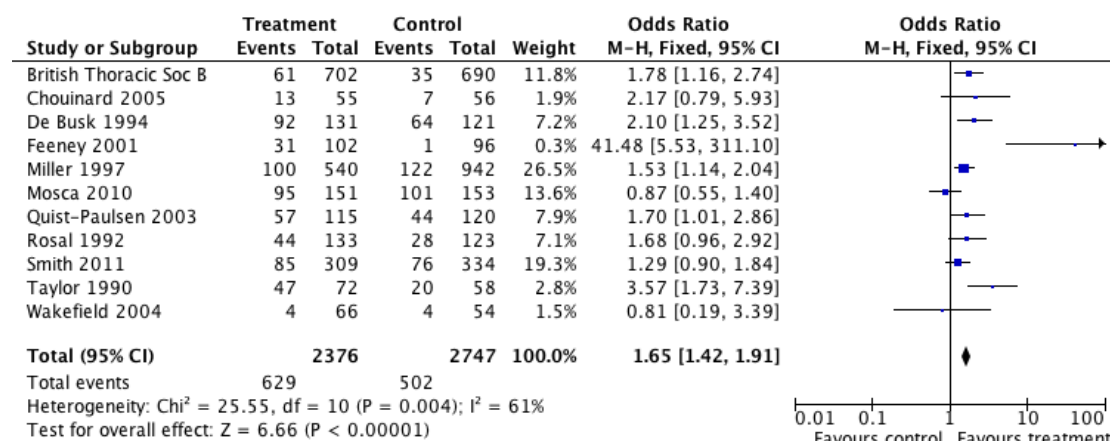 Treatment Control Odds Ratio Odds Ratio
Study or Subgroup Events Total Events Total Weight M-H, Fixed, 95% CI M-H, Fixed, 95% CI
British Thoracic Soc B 61 702 35 690 11.8% 1.78 [1.16, 2.74]
Chouinard 2005 13 55 7 56 1.9% 2.17 [0.79, 5.93]
De Busk 1994 92 131 64 121 7.2% 2.10 [1.25, 3.52]
Feeney 2001 31 102 1 96 0.3% 41.48 [5.53, 311.10]
Miller 1997 100 540 122 942 26.5% 1.53 [1.14, 2.04]
Mosca 2010 95 151 101 153 13.6% 0.87 [0.55, 1.40]
Quist-Paulsen 2003 57 115 44 120 7.9% 1.70 [1.01, 2.86]
Rosal 1992 44 133 28 123 7.1% 1.68 [0.96, 2.92]
Smith 2011 85 309 76 334 19.3% 1.29 [0.90, 1.84]
Taylor 1990 47 72 20 58 2.8% 3.57 [1.73, 7.39]
Wakefield 2004 4 66 4 54 1.5% 0.81 [0.19, 3.39]
Total (95% CI) 2376 2747 100.0% 1.65 [1.42, 1.91]
Total events 629 502
Heterogeneity: Chi² = 25.55, df = 10 (P = 0.004); I² = 61%
Test for overall effect: Z = 6.66 (P < 0.00001)
0.01 0.1 1 10 100
Favours control Favours treatment